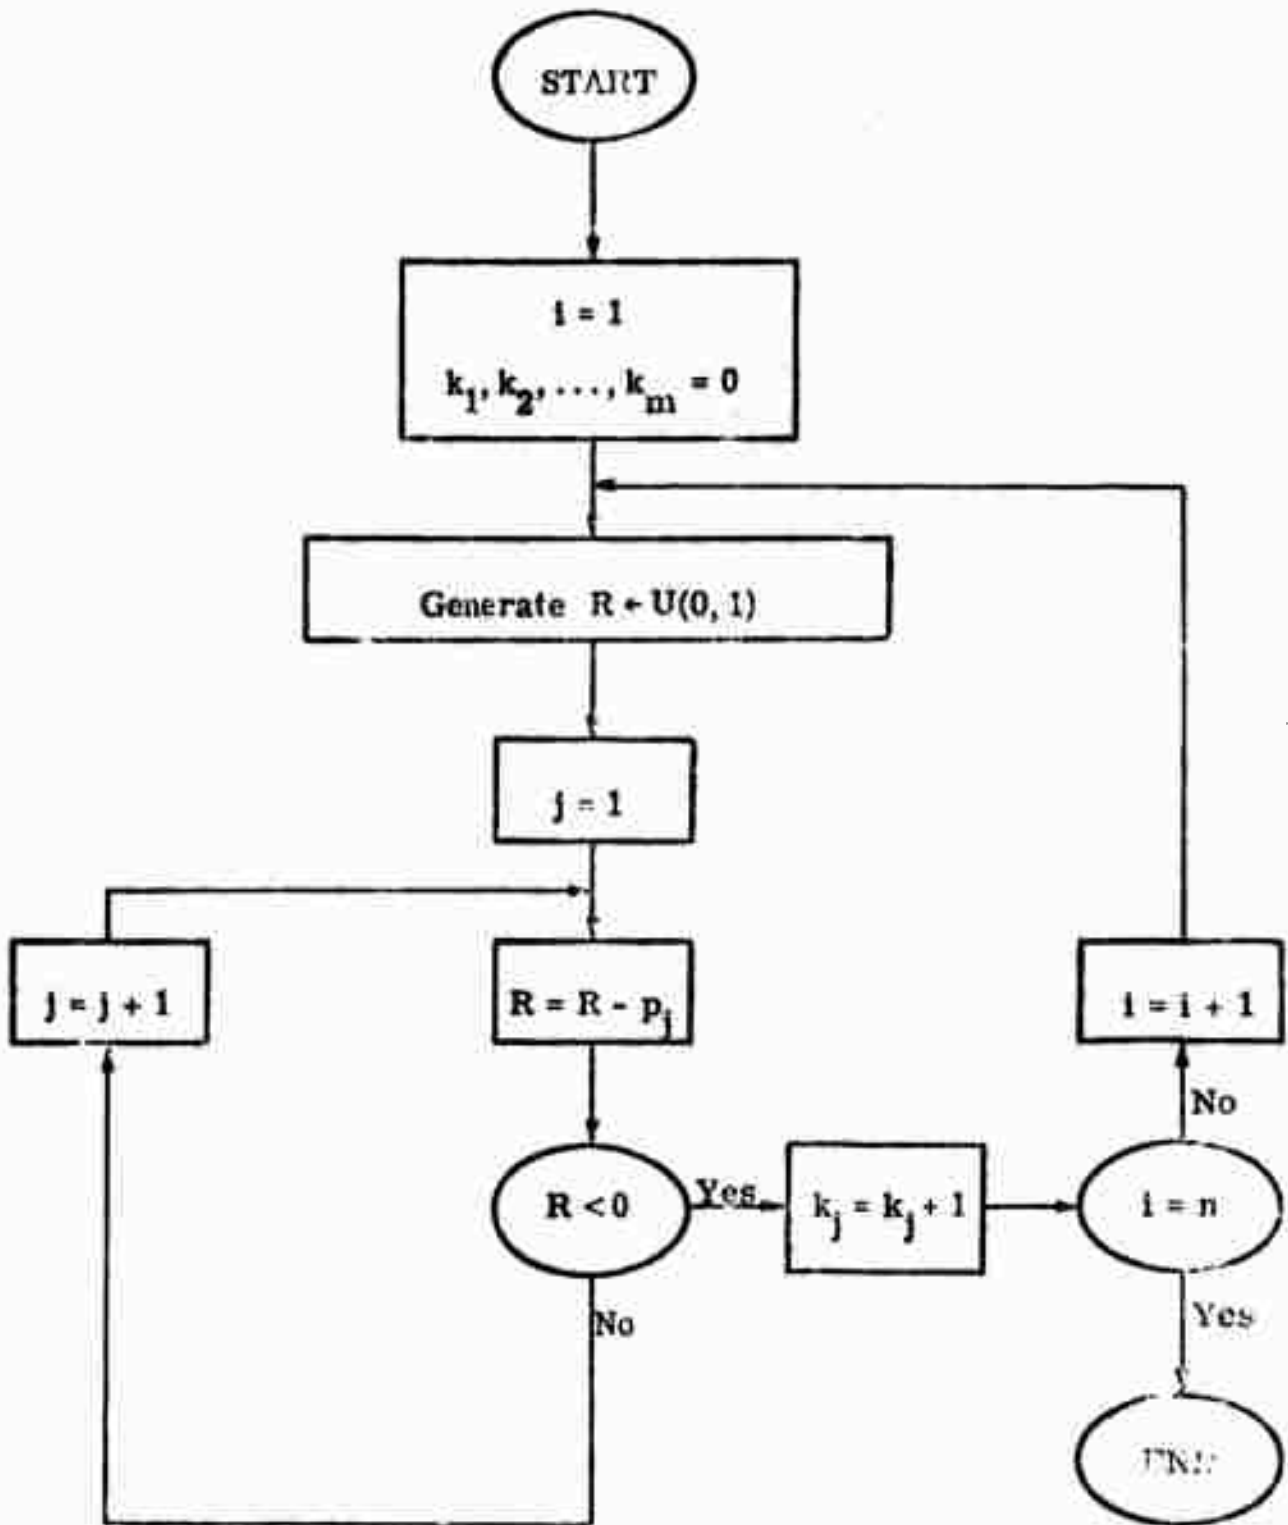 START
i = 1
k₁, k₂, ..., kₘ = 0
Generate R ← U(0, 1)
j = 1
j = j + 1
R = R - pⱼ
i = i + 1
No
R < 0
Yes
kⱼ = kⱼ + 1
i = n
No
Yes